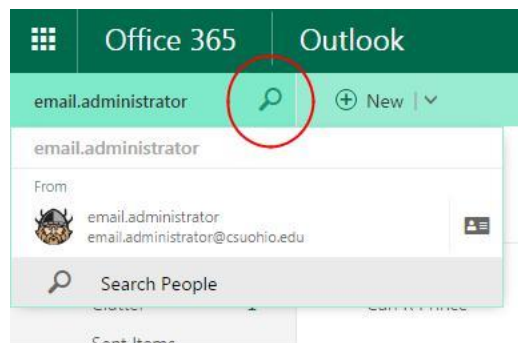 Office 365 Outlook
email.administrator New
email.administrator
From
email.administrator
email.administrator@csuohio.edu
Search People